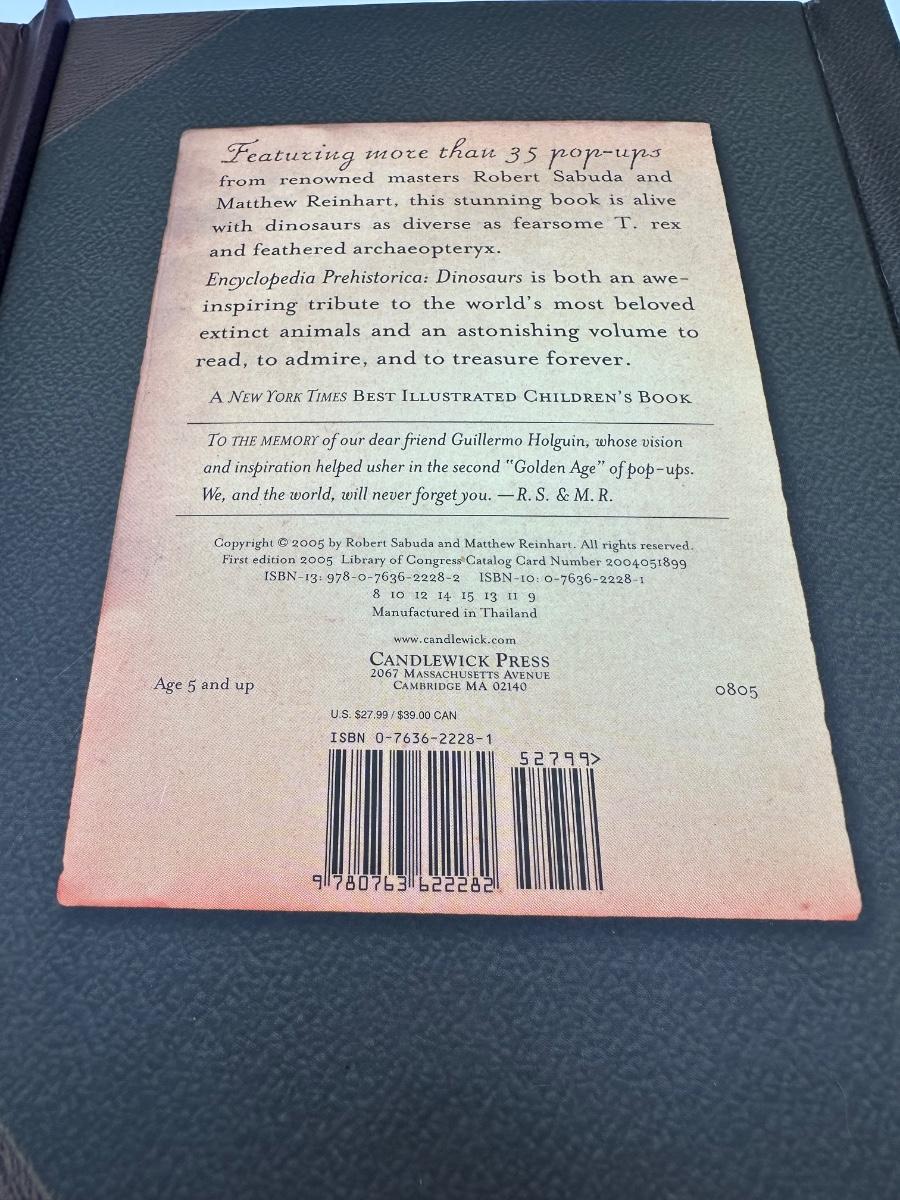 Featuring more than 35 pop-ups
from renowned masters Robert Sabuda and
Matthew Reinhart, this stunning book is alive
with dinosaurs as diverse as fearsome T. rex
and feathered archaeopteryx.
Encyclopedia Prehistorica: Dinosaurs is both an awe-
inspiring tribute to the world's most beloved
extinct animals and an astonishing volume to
read, to admire, and to treasure forever.
A NEW YORK TIMES BEST ILLUSTRATED CHILDREN'S BOOK
TO THE MEMORY of our dear friend Guillermo Holguin, whose vision
and inspiration helped usher in the second "Golden Age" of pop-ups.
We, and the world, will never forget you. —R. S. & M. R.
Copyright © 2005 by Robert Sabuda and Matthew Reinhart. All rights reserved.
First edition 2005 Library of Congress Catalog Card Number 2004051899
ISBN-13: 978-0-7636-2228-2 ISBN-10: 0-7636-2228-1
8 10 12 14 15 13 11 9
Manufactured in Thailand
www.candlewick.com
CANDLEWICK PRESS
2067 MASSACHUSETTS AVENUE
CAMBRIDGE MA 02140
Age 5 and up
0805
U.S. $27.99 / $39.00 CAN
ISBN 0-7636-2228-1
52799>
9 780763 622282